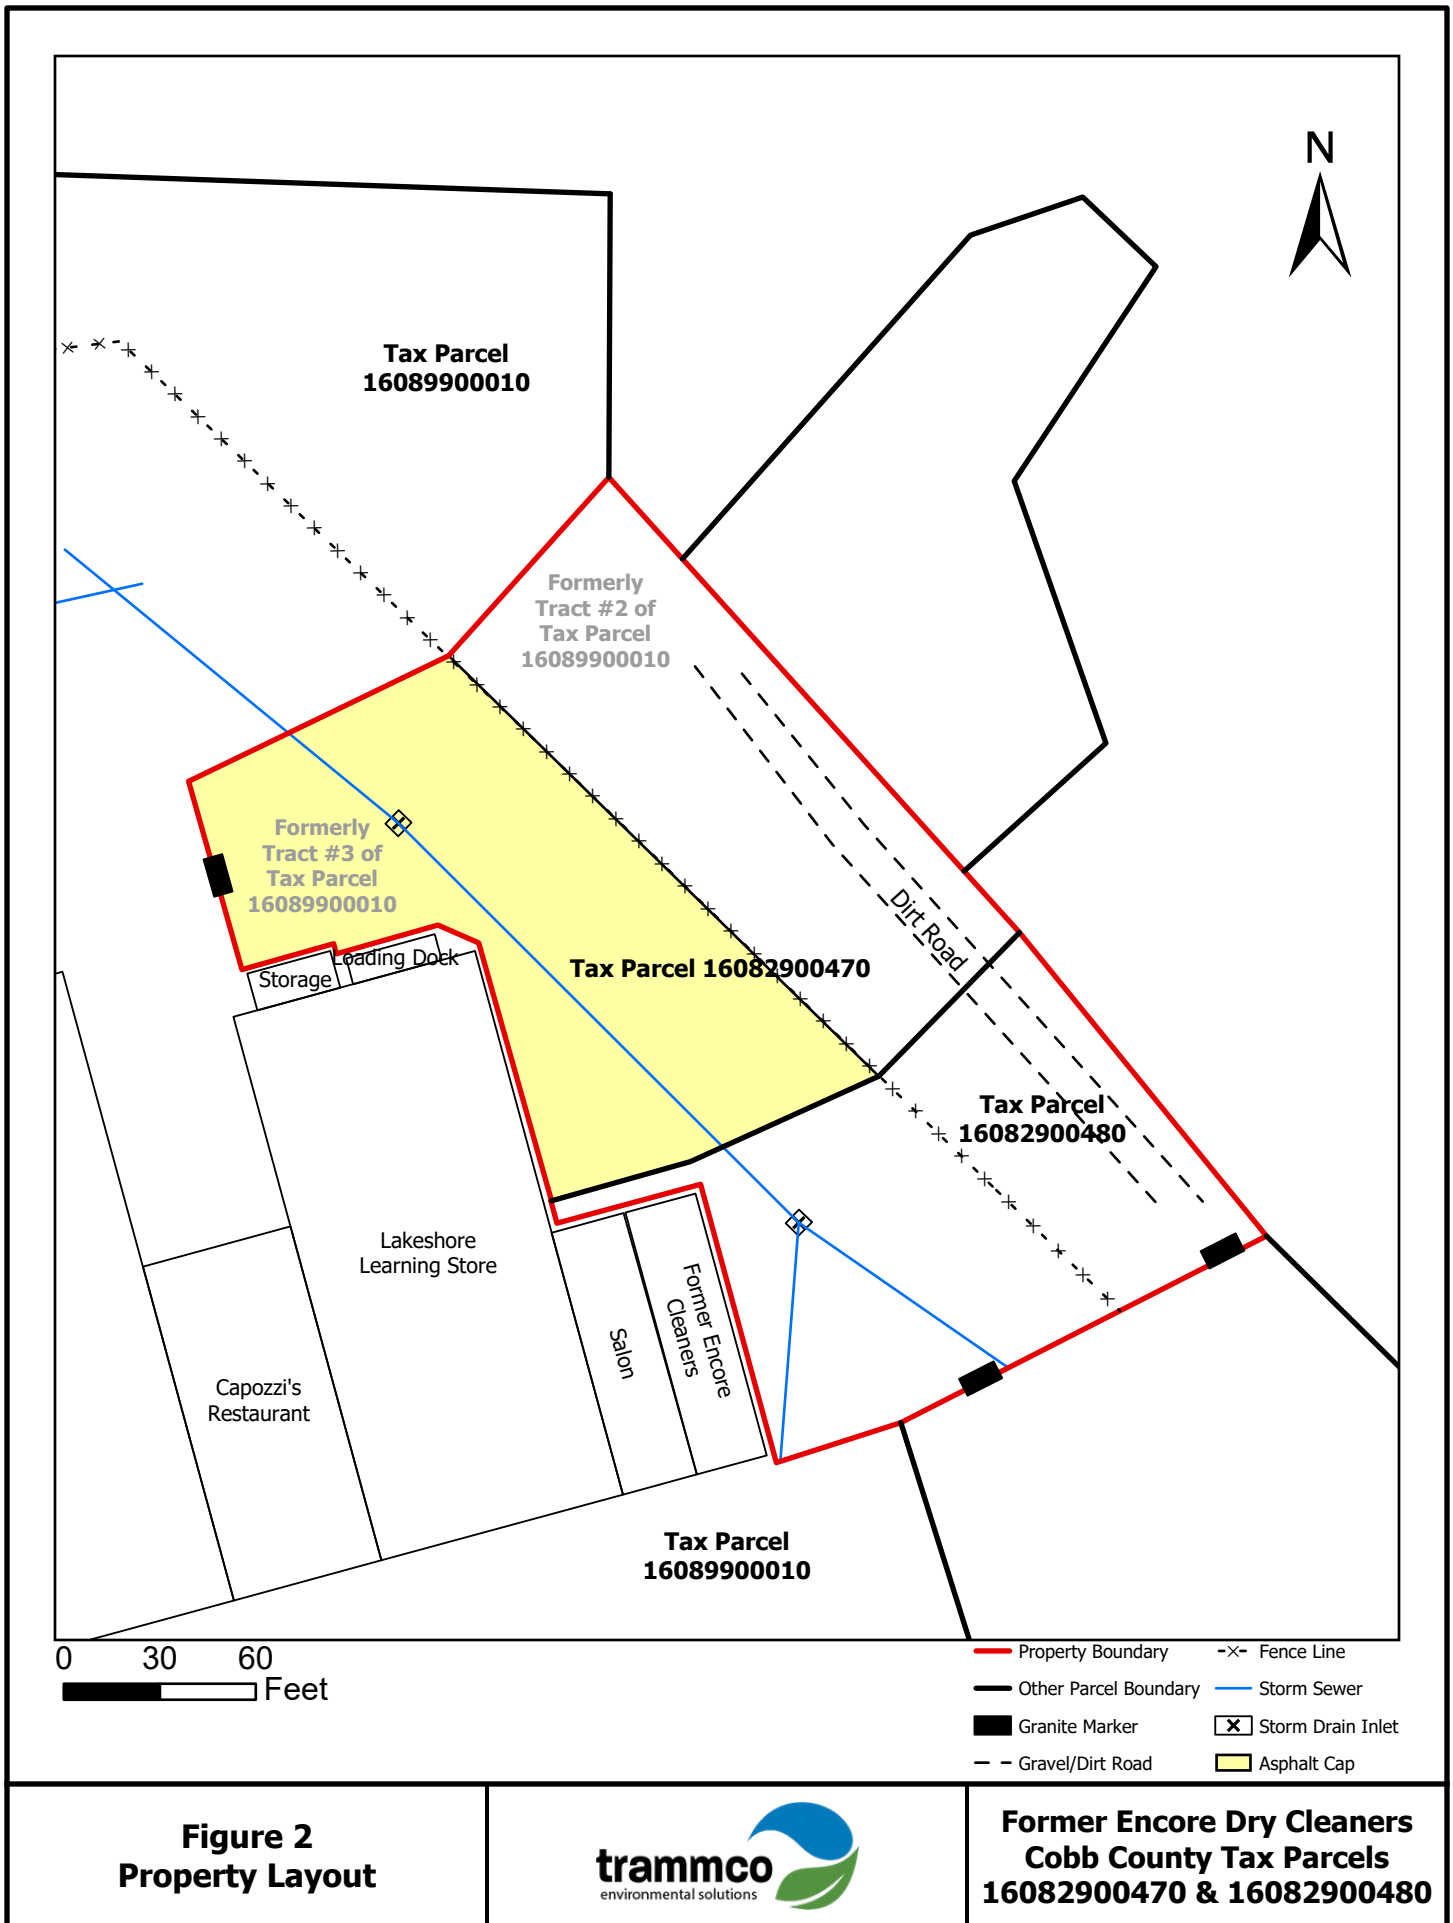 N
Tax Parcel
16089900010
Formerly
Tract #2 of
Tax Parcel
16089900010
Formerly
Tract #3 of
Tax Parcel
16089900010
Dirt Road
Loading Dock
Storage
Tax Parcel 16082900470
Tax Parcel
16082900480
Lakeshore
Learning Store
Former Encore
Cleaners
Salon
Capozzi's
Restaurant
Tax Parcel
16089900010
0 30 60
Feet
Property Boundary
Other Parcel Boundary
Granite Marker
Gravel/Dirt Road
Fence Line
Storm Sewer
Storm Drain Inlet
Asphalt Cap
Figure 2
Property Layout
trammco
environmental solutions
Former Encore Dry Cleaners
Cobb County Tax Parcels
16082900470 & 16082900480